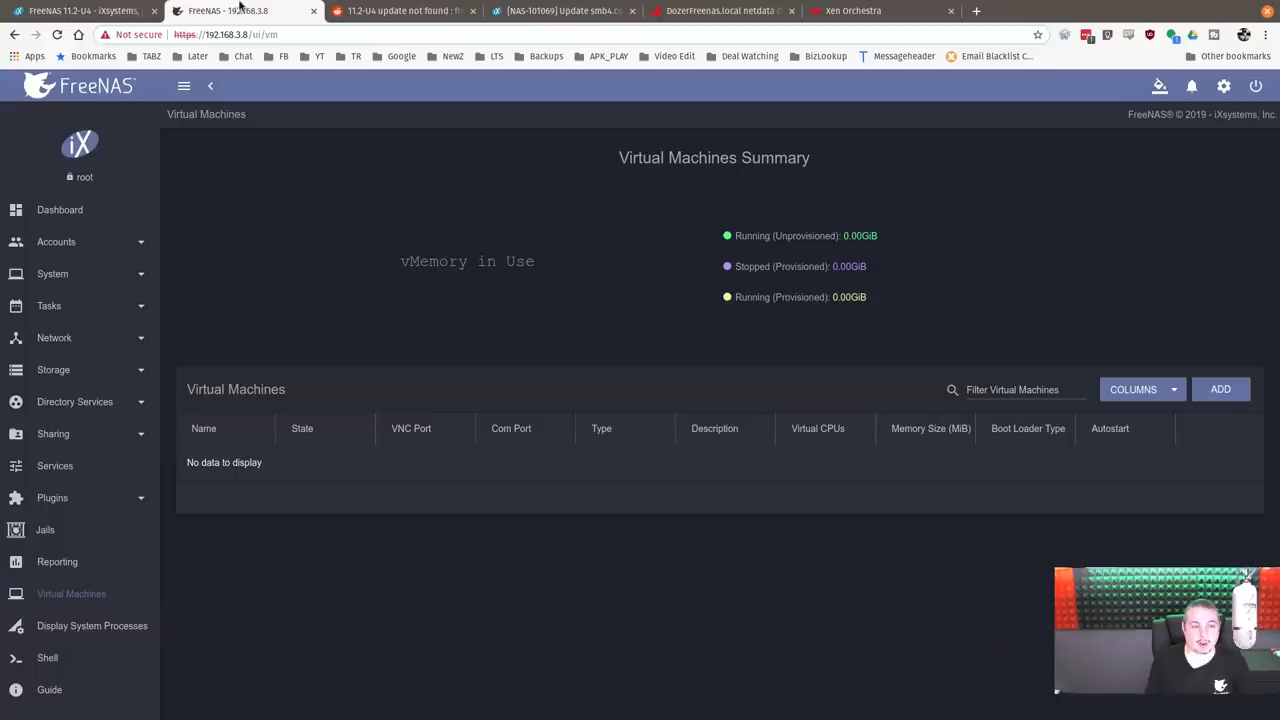 FreeNAS 11.2-U4 - iXsystems,
FreeNAS - 192.168.3.8
11.2-U4 update not found : fr
[NAS-101069] Update smb4.co
DozerFreenas.local netdata d
Xen Orchestra
Not secure
https://192.168.3.8/ui/vm
Apps
Bookmarks
TABZ
Later
Chat
FB
YT
TR
Google
NewZ
LTS
Backups
APK_PLAY
Video Edit
Deal Watching
BizLookup
Messageheader
Email Blacklist C...
Other bookmarks
FreeNAS
Virtual Machines
FreeNAS® © 2019 - iXsystems, Inc.
iX
root
Dashboard
Accounts
System
Tasks
Network
Storage
Directory Services
Sharing
Services
Plugins
Jails
Reporting
Virtual Machines
Display System Processes
Shell
Guide
Virtual Machines Summary
vMemory in Use
Running (Unprovisioned): 0.00GiB
Stopped (Provisioned): 0.00GiB
Running (Provisioned): 0.00GiB
Virtual Machines
Filter Virtual Machines
COLUMNS
ADD
Name
State
VNC Port
Com Port
Type
Description
Virtual CPUs
Memory Size (MiB)
Boot Loader Type
Autostart
No data to display